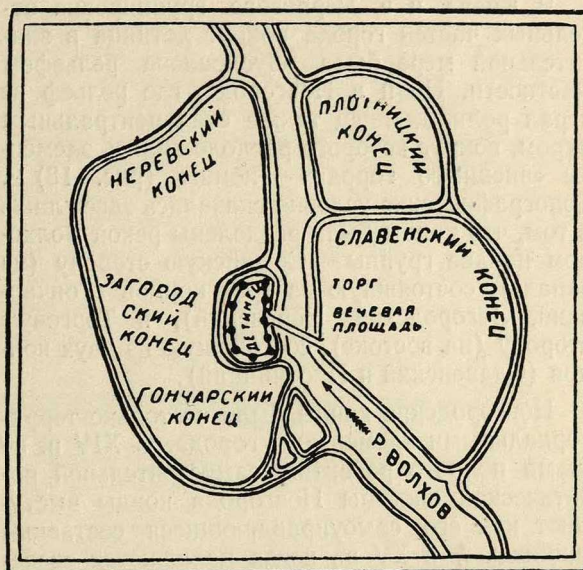 НЕРЕВСКИЙ
КОНЕЦ
ПЛОТНИЦКИЙ
КОНЕЦ
СЛАВЕНСКИЙ КОНЕЦ
ТОРГ
ВЕЧЕВАЯ
ПЛОЩАДЬ
ЗАГОРОД
СКИЙ
КОНЕЦ
ДЕТИНЕЦ
ГОНЧАРСКИЙ
КОНЕЦ
Р. ВОЛХОВ